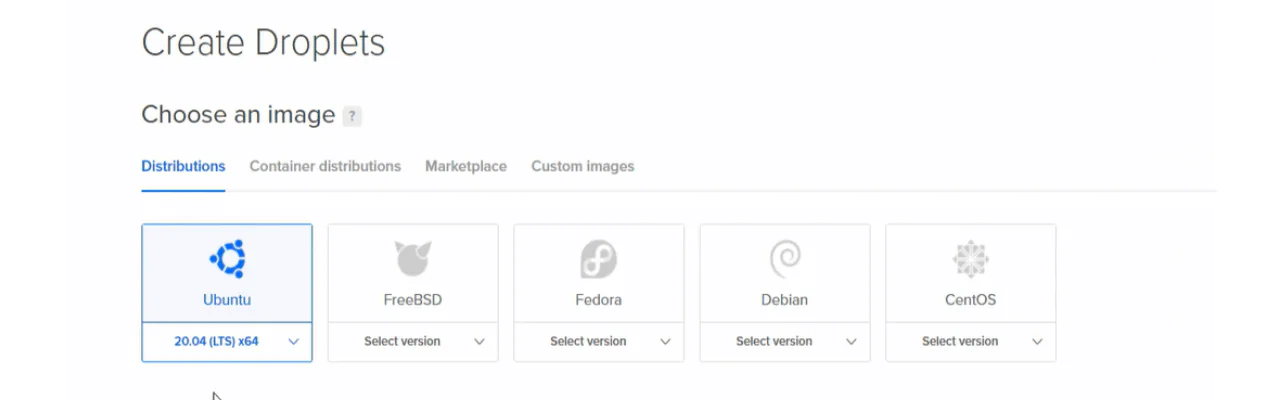 Create Droplets
Choose an image ?
Distributions Container distributions Marketplace Custom images
Ubuntu FreeBSD Fedora Debian CentOS
20.04 (LTS) x64 Select version Select version Select version Select version